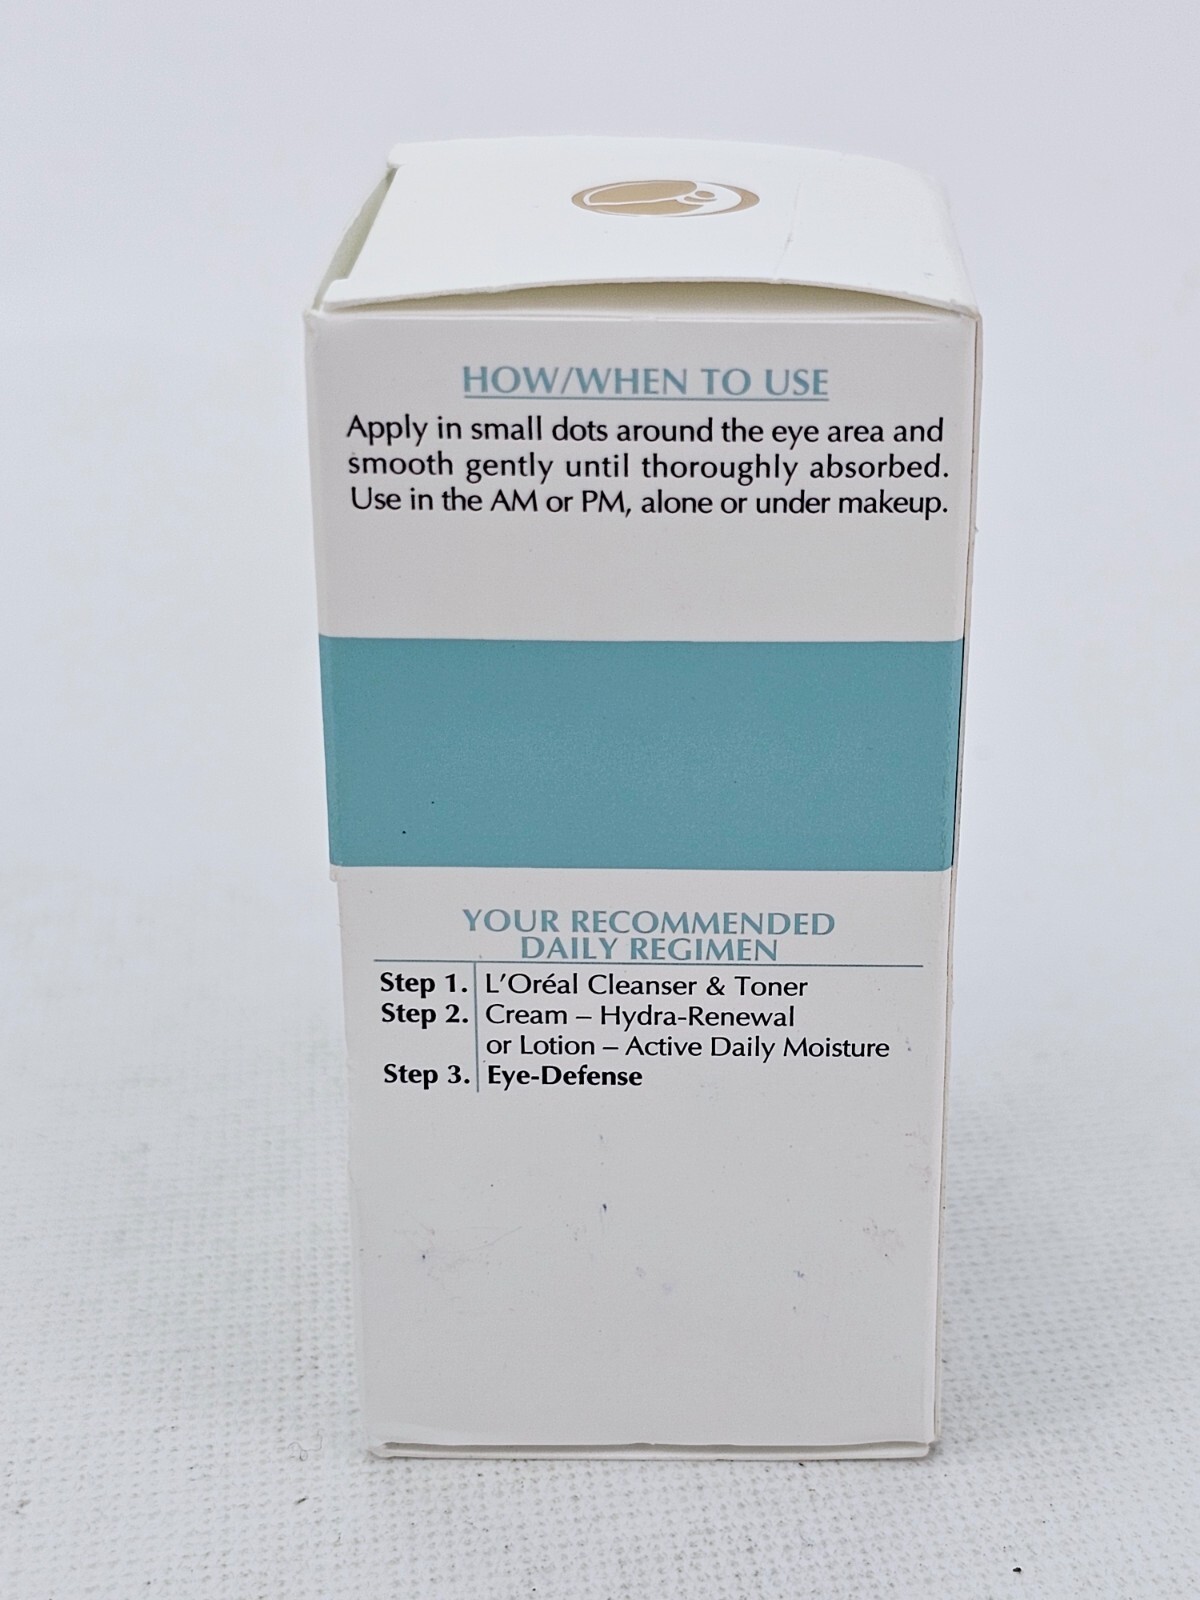 HOW/WHEN TO USE
Apply in small dots around the eye area and
smooth gently until thoroughly absorbed.
Use in the AM or PM, alone or under makeup.
YOUR RECOMMENDED
DAILY REGIMEN
Step 1. L'Oréal Cleanser & Toner
Step 2. Cream – Hydra-Renewal
or Lotion – Active Daily Moisture
Step 3. Eye-Defense